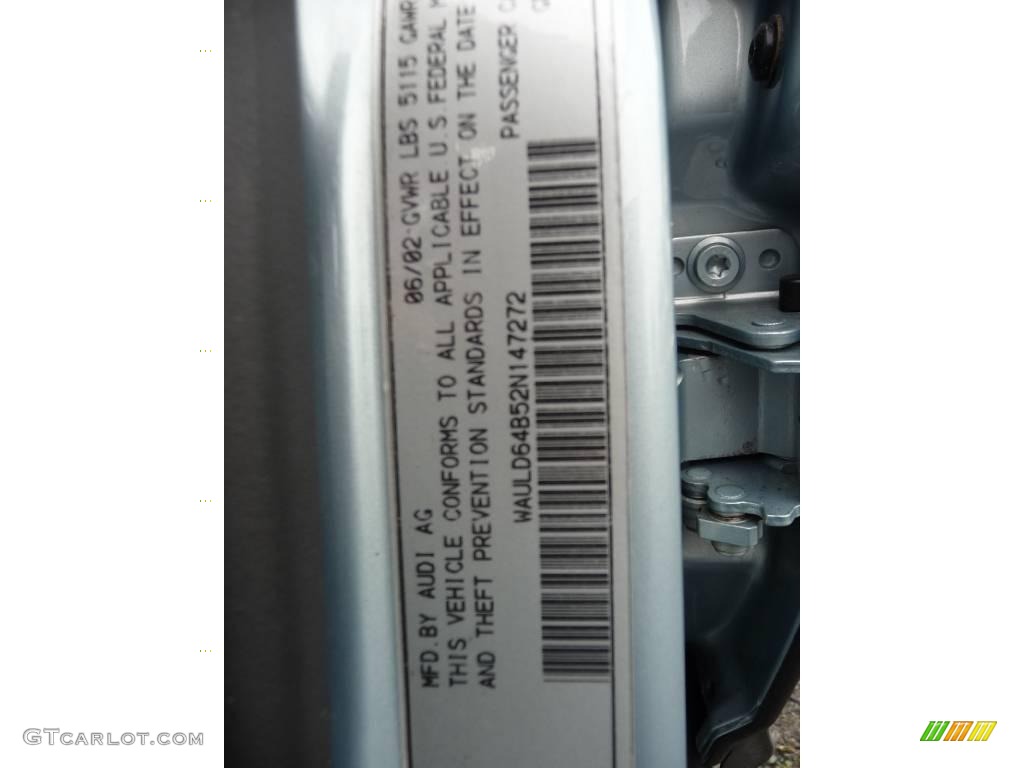 MFD. BY AUDI AG 06/02 GVWR LBS 5115 GAWR
THIS VEHICLE CONFORMS TO ALL APPLICABLE U.S. FEDERAL
AND THEFT PREVENTION STANDARDS IN EFFECT ON THE DATE
WAULD64B52N147272 PASSENGER
GTCARLOT.COM